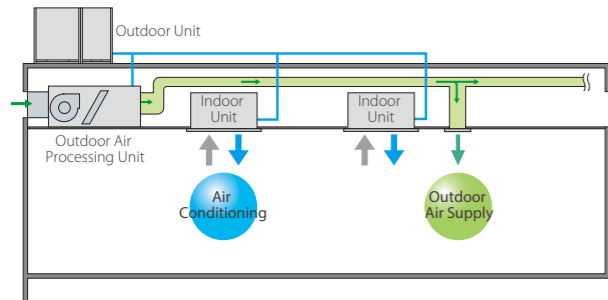 Outdoor Unit
Indoor
Unit
Indoor
Unit
Outdoor Air
Processing Unit
Air
Conditioning
Outdoor
Air Supply